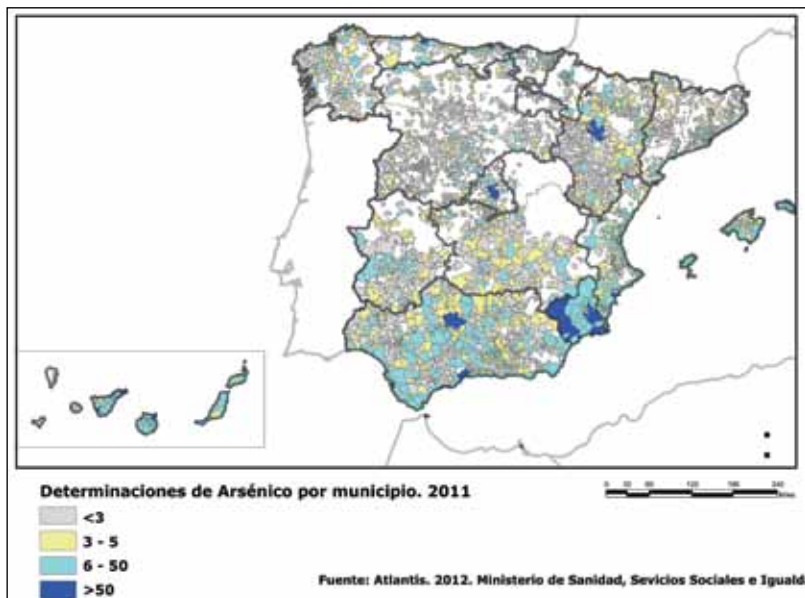 Determinaciones de Arsénico por municipio. 2011
<3
3 - 5
6 - 50
>50
Fuente: Atlantis. 2012. Ministerio de Sanidad, Sevicios Sociales e Iguald